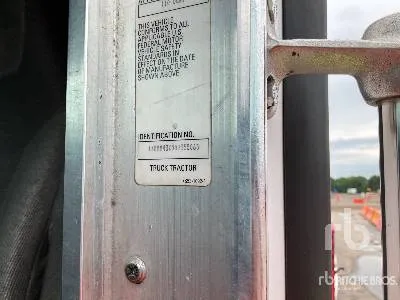 THIS VEHICLE
CONFORMS TO ALL
APPLICABLE U.S.
FEDERAL MOTOR
VEHICLE SAFETY
STANDARDS IN
EFFECT ON THE DATE
OF MANUFACTURE
SHOWN ABOVE
IDENTIFICATION NO.
TRUCK TRACTOR
rb
rb RITCHIE BROS.